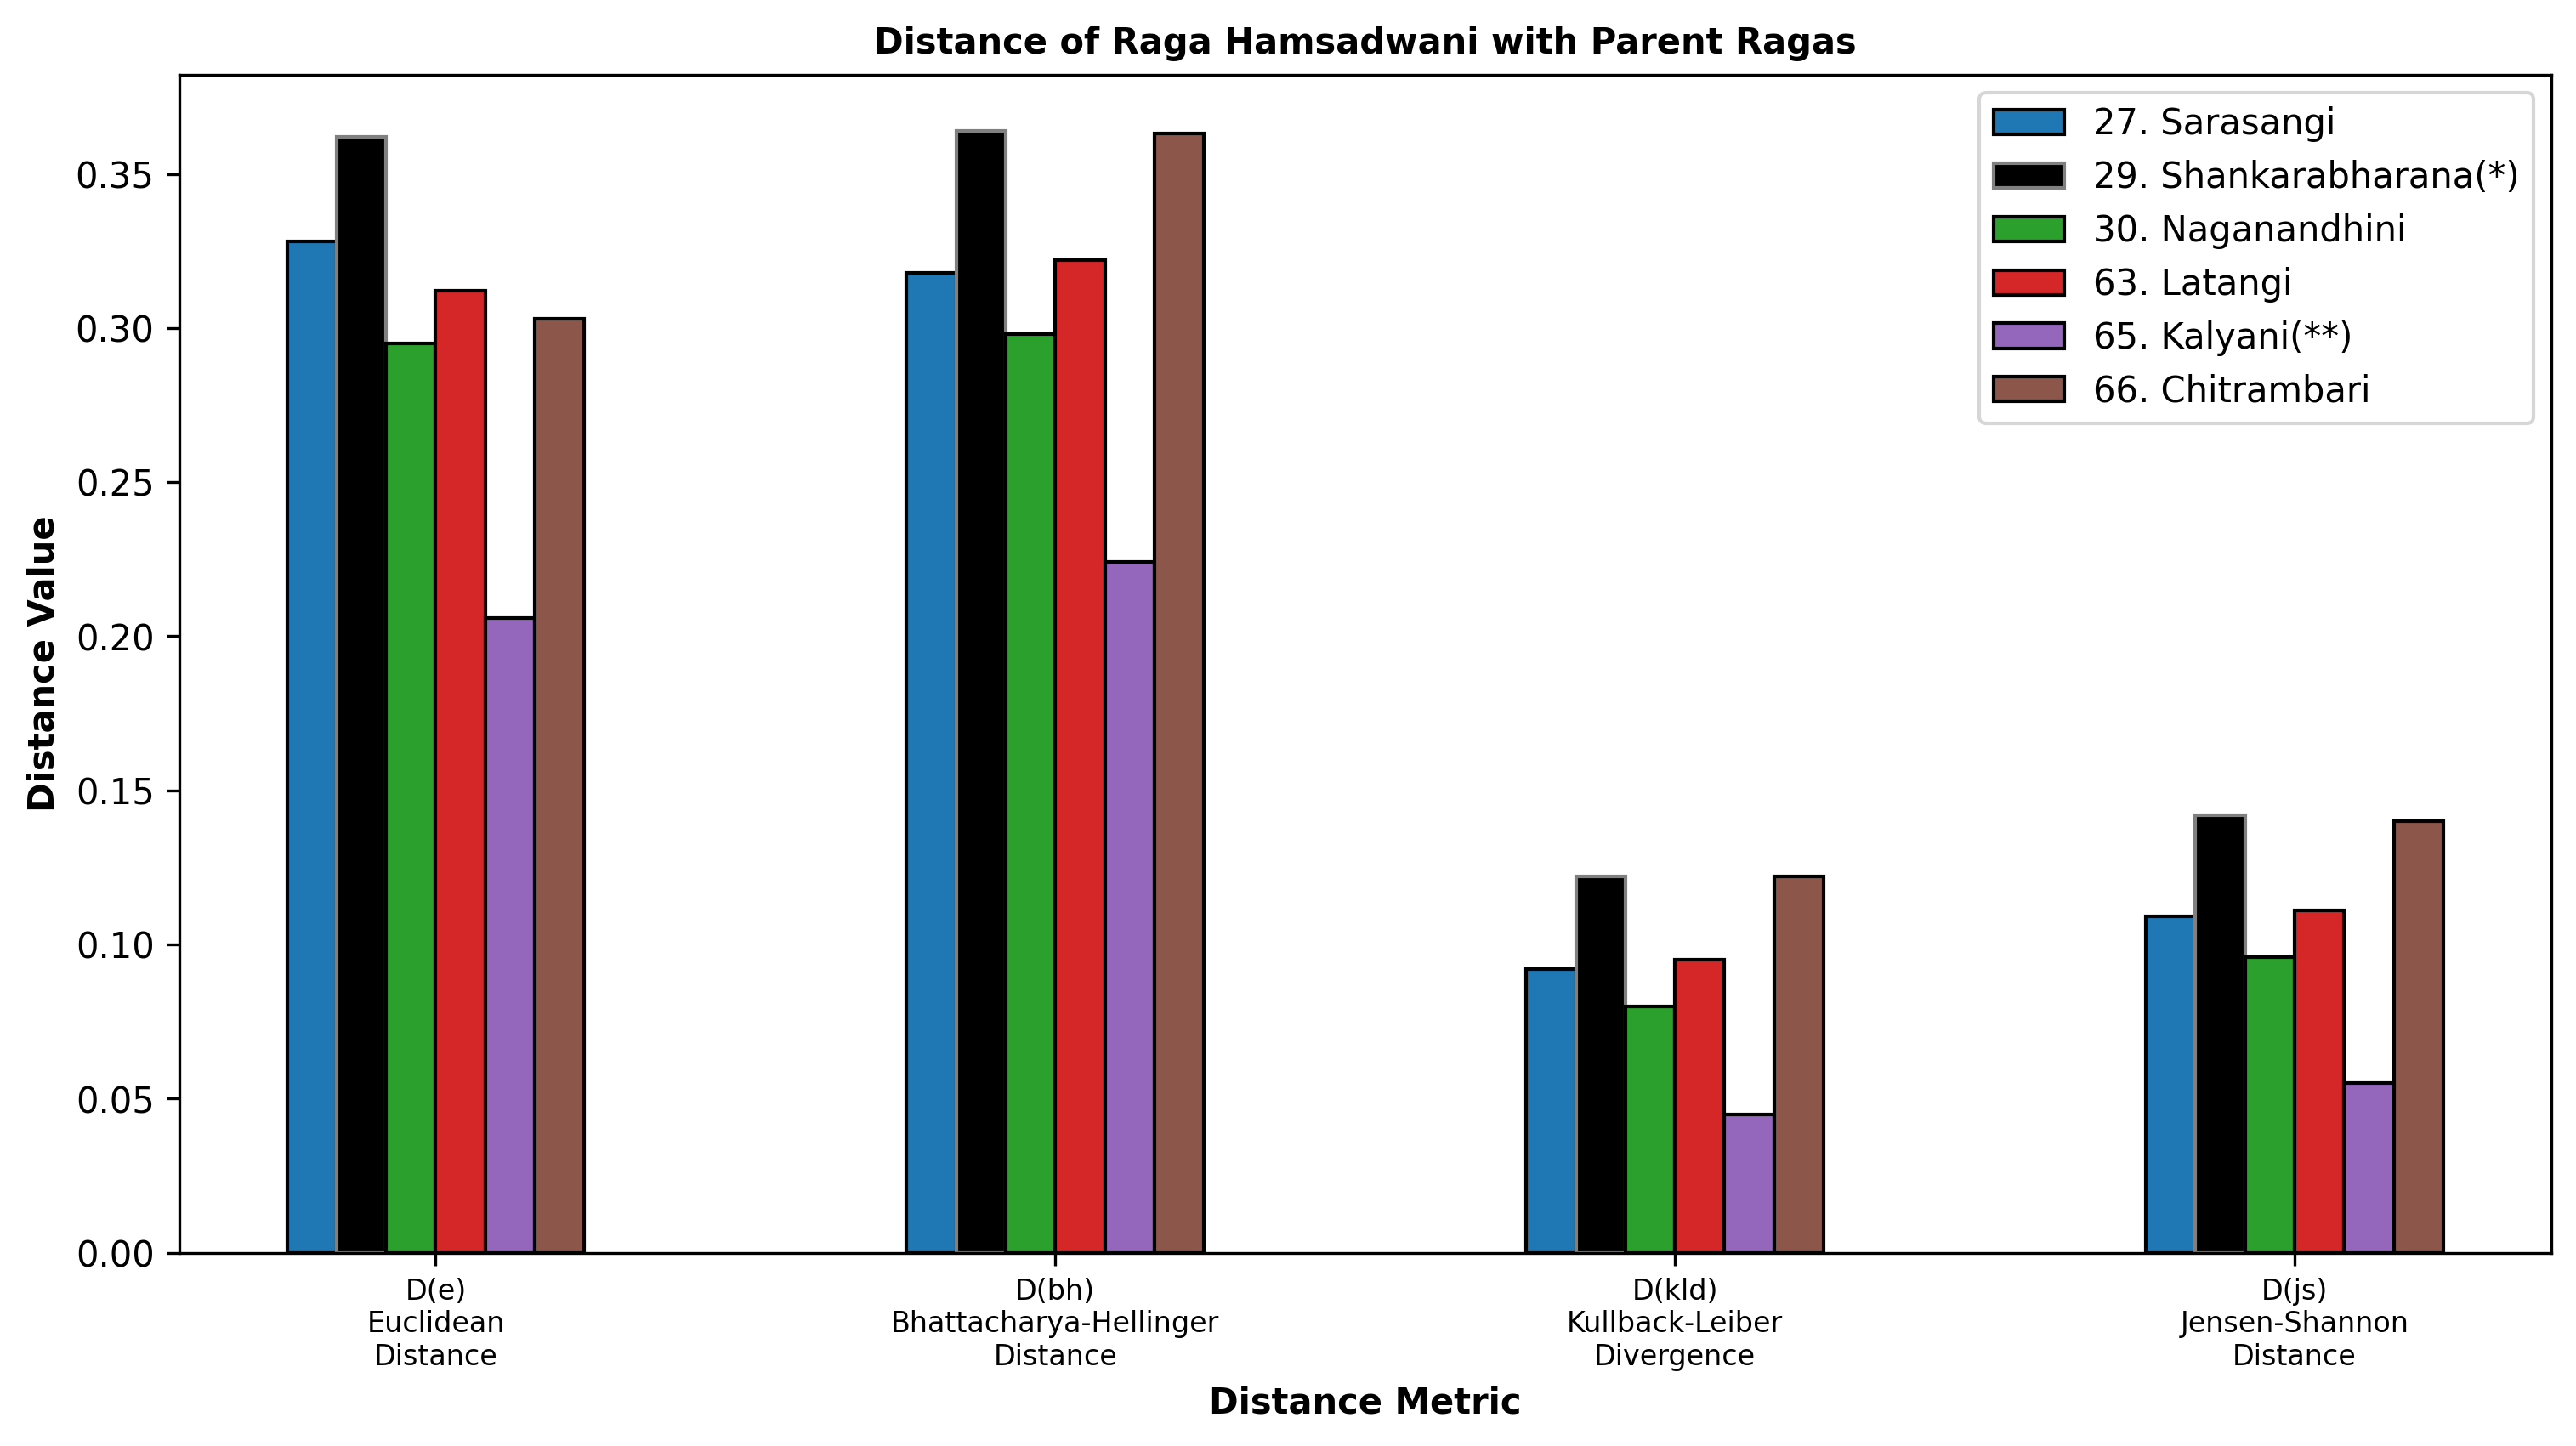 Distance of Raga Hamsadwani with Parent Ragas
27. Sarasangi
29. Shankarabharana(*)
30. Naganandhini
63. Latangi
65. Kalyani(**)
66. Chitrambari
Distance Value
0.35
0.30
0.25
0.20
0.15
0.10
0.05
0.00
D(e)
Euclidean
Distance
D(bh)
Bhattacharya-Hellinger
Distance
D(kld)
Kullback-Leiber
Divergence
D(js)
Jensen-Shannon
Distance
Distance Metric